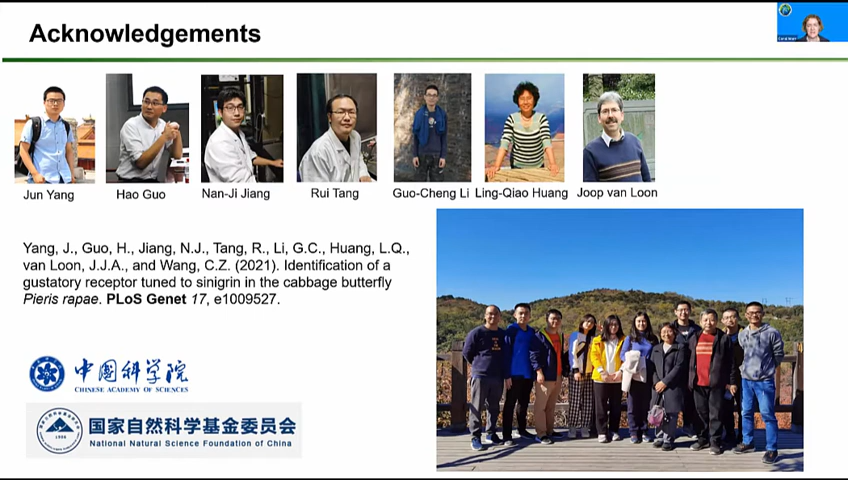 Acknowledgements
Jun Yang
Hao Guo
Nan-Ji Jiang
Rui Tang
Guo-Cheng Li
Ling-Qiao Huang
Joop van Loon
Yang, J., Guo, H., Jiang, N.J., Tang, R., Li, G.C., Huang, L.Q.,
van Loon, J.J.A., and Wang, C.Z. (2021). Identification of a
gustatory receptor tuned to sinigrin in the cabbage butterfly
Pieris rapae. PLoS Genet 17, e1009527.
中国科学院
CHINESE ACADEMY OF SCIENCES
国家自然科学基金委员会
National Natural Science Foundation of China